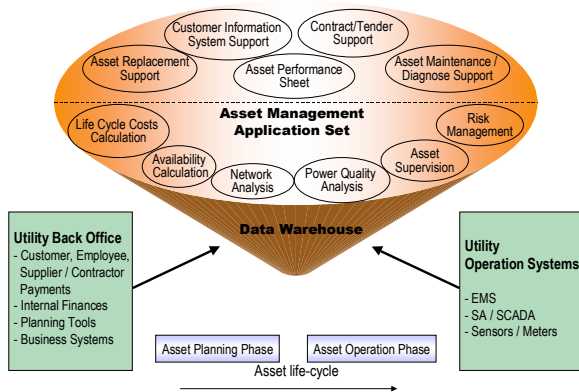 Customer Information
System Support
Contract/Tender
Support
Asset Replacement
Support
Asset Performance
Sheet
Asset Maintenance /
Diagnose Support
Asset Management
Application Set
Life Cycle Costs
Calculation
Risk
Management
Availability
Calculation
Network
Analysis
Power Quality
Analysis
Asset
Supervision
Data Warehouse
Utility Back Office
- Customer, Employee,
Supplier / Contractor
Payments
- Internal Finances
- Planning Tools
- Business Systems
Utility
Operation Systems
- EMS
- SA / SCADA
- Sensors / Meters
Asset Planning Phase
Asset Operation Phase
Asset life-cycle